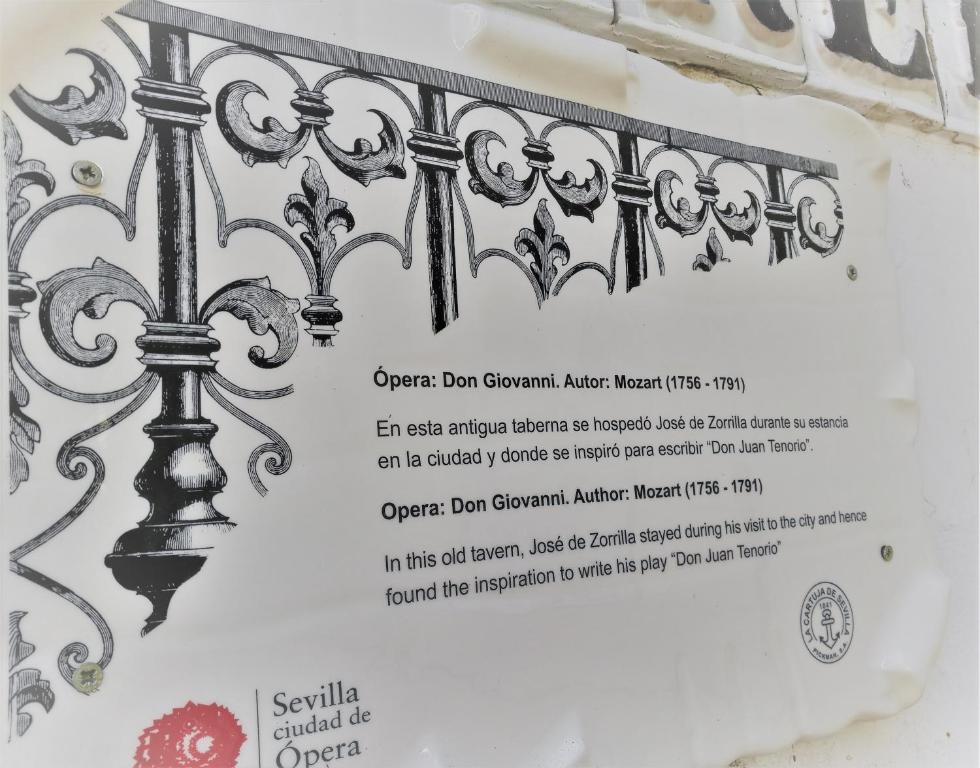 Ópera: Don Giovanni. Autor: Mozart (1756 - 1791)
En esta antigua taberna se hospedó José de Zorrilla durante su estancia
en la ciudad y donde se inspiró para escribir “Don Juan Tenorio”.
Opera: Don Giovanni. Author: Mozart (1756 - 1791)
In this old tavern, José de Zorrilla stayed during his visit to the city and hence
found the inspiration to write his play “Don Juan Tenorio”
LA CARTUJA DE SEVILLA
1841
PICKMAN, S.A.
Sevilla
ciudad de
Ópera